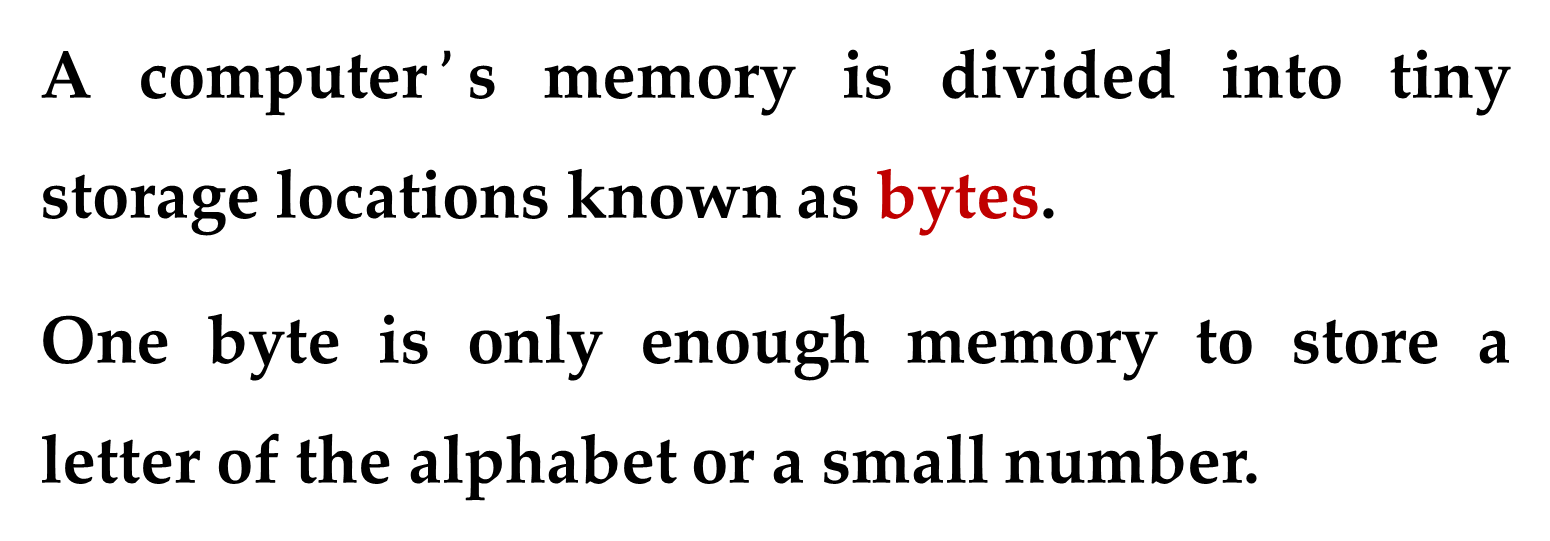 A computer’s memory is divided into tiny
storage locations known as bytes.
One byte is only enough memory to store a
letter of the alphabet or a small number.